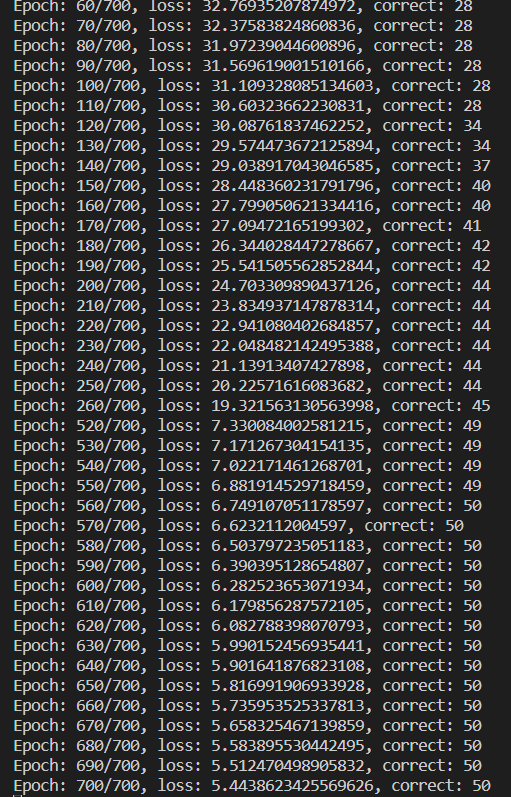 Epoch: 60/700, loss: 32.76935207874972, correct: 28
Epoch: 70/700, loss: 32.37583824860836, correct: 28
Epoch: 80/700, loss: 31.97239044600896, correct: 28
Epoch: 90/700, loss: 31.569619001510166, correct: 28
Epoch: 100/700, loss: 31.109328085134603, correct: 28
Epoch: 110/700, loss: 30.60323662230831, correct: 28
Epoch: 120/700, loss: 30.08761837462252, correct: 34
Epoch: 130/700, loss: 29.574473672125894, correct: 34
Epoch: 140/700, loss: 29.038917043046585, correct: 37
Epoch: 150/700, loss: 28.448360231791796, correct: 40
Epoch: 160/700, loss: 27.799050621334416, correct: 40
Epoch: 170/700, loss: 27.09472165199302, correct: 41
Epoch: 180/700, loss: 26.344028447278667, correct: 42
Epoch: 190/700, loss: 25.541505562852844, correct: 42
Epoch: 200/700, loss: 24.703309890437126, correct: 44
Epoch: 210/700, loss: 23.834937147878314, correct: 44
Epoch: 220/700, loss: 22.941080402684857, correct: 44
Epoch: 230/700, loss: 22.048482142495388, correct: 44
Epoch: 240/700, loss: 21.13913407427898, correct: 44
Epoch: 250/700, loss: 20.22571616083682, correct: 44
Epoch: 260/700, loss: 19.321563130563998, correct: 45
Epoch: 520/700, loss: 7.330084002581215, correct: 49
Epoch: 530/700, loss: 7.171267304154135, correct: 49
Epoch: 540/700, loss: 7.022171461268701, correct: 49
Epoch: 550/700, loss: 6.881914529718459, correct: 49
Epoch: 560/700, loss: 6.749107051178597, correct: 50
Epoch: 570/700, loss: 6.6232112004597, correct: 50
Epoch: 580/700, loss: 6.503797235051183, correct: 50
Epoch: 590/700, loss: 6.390395128654807, correct: 50
Epoch: 600/700, loss: 6.282523653071934, correct: 50
Epoch: 610/700, loss: 6.179856287572105, correct: 50
Epoch: 620/700, loss: 6.082788398070793, correct: 50
Epoch: 630/700, loss: 5.990152456935441, correct: 50
Epoch: 640/700, loss: 5.901641876823108, correct: 50
Epoch: 650/700, loss: 5.816991906933928, correct: 50
Epoch: 660/700, loss: 5.735953525337813, correct: 50
Epoch: 670/700, loss: 5.658325467139859, correct: 50
Epoch: 680/700, loss: 5.583895530442495, correct: 50
Epoch: 690/700, loss: 5.512470498905832, correct: 50
Epoch: 700/700, loss: 5.4438623425569626, correct: 50